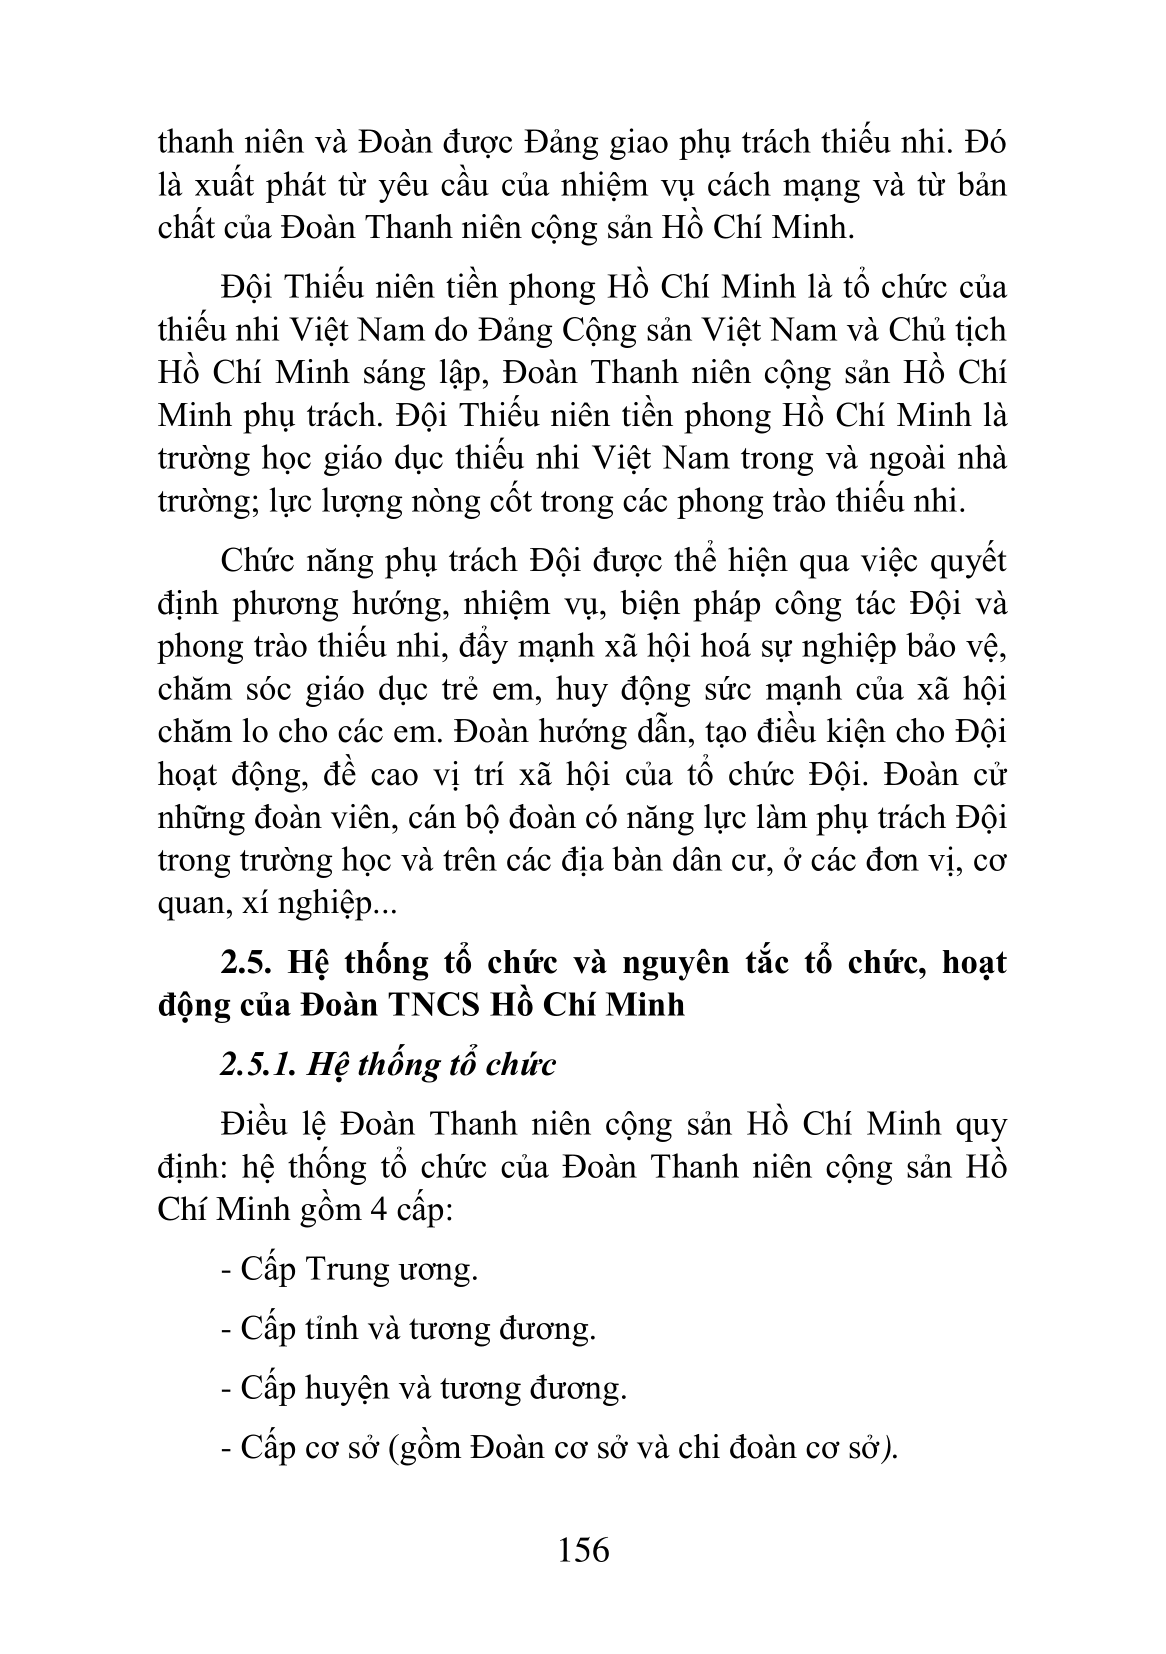 thanh niên và Đoàn được Đảng giao phụ trách thiếu nhi. Đó
là xuất phát từ yêu cầu của nhiệm vụ cách mạng và từ bản
chất của Đoàn Thanh niên cộng sản Hồ Chí Minh.
Đội Thiếu niên tiền phong Hồ Chí Minh là tổ chức của
thiếu nhi Việt Nam do Đảng Cộng sản Việt Nam và Chủ tịch
Hồ Chí Minh sáng lập, Đoàn Thanh niên cộng sản Hồ Chí
Minh phụ trách. Đội Thiếu niên tiền phong Hồ Chí Minh là
trường học giáo dục thiếu nhi Việt Nam trong và ngoài nhà
trường; lực lượng nòng cốt trong các phong trào thiếu nhi.
Chức năng phụ trách Đội được thể hiện qua việc quyết
định phương hướng, nhiệm vụ, biện pháp công tác Đội và
phong trào thiếu nhi, đẩy mạnh xã hội hoá sự nghiệp bảo vệ,
chăm sóc giáo dục trẻ em, huy động sức mạnh của xã hội
chăm lo cho các em. Đoàn hướng dẫn, tạo điều kiện cho Đội
hoạt động, đề cao vị trí xã hội của tổ chức Đội. Đoàn cử
những đoàn viên, cán bộ đoàn có năng lực làm phụ trách Đội
trong trường học và trên các địa bàn dân cư, ở các đơn vị, cơ
quan, xí nghiệp...
2.5. Hệ thống tổ chức và nguyên tắc tổ chức, hoạt
động của Đoàn TNCS Hồ Chí Minh
2.5.1. Hệ thống tổ chức
Điều lệ Đoàn Thanh niên cộng sản Hồ Chí Minh quy
định: hệ thống tổ chức của Đoàn Thanh niên cộng sản Hồ
Chí Minh gồm 4 cấp:
- Cấp Trung ương.
- Cấp tỉnh và tương đương.
- Cấp huyện và tương đương.
- Cấp cơ sở (gồm Đoàn cơ sở và chi đoàn cơ sở).
156